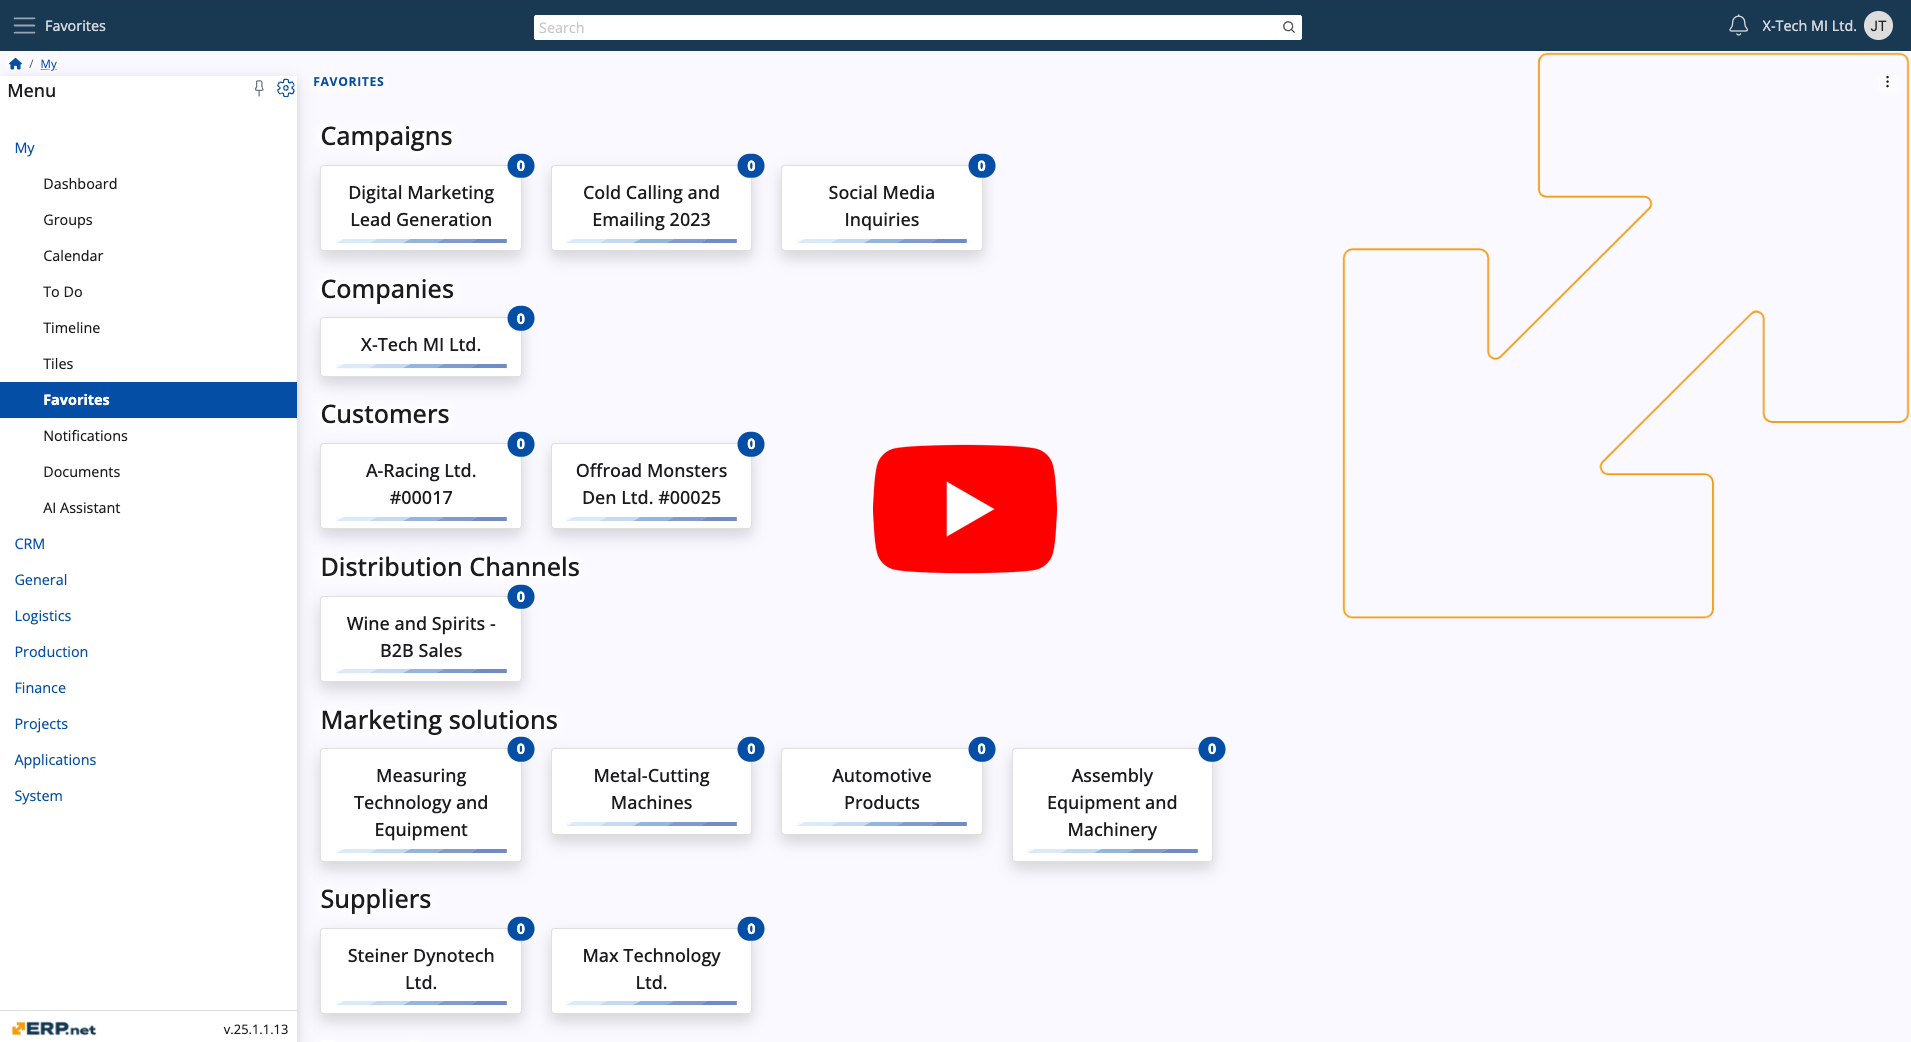 Favorites
Search
X-Tech MI Ltd.
JT
/ My
Menu
My
Dashboard
Groups
Calendar
To Do
Timeline
Tiles
Favorites
Notifications
Documents
AI Assistant
CRM
General
Logistics
Production
Finance
Projects
Applications
System
ERP.net
v.25.1.1.13
FAVORITES
Campaigns
0
Digital Marketing
Lead Generation
0
Cold Calling and
Emailing 2023
0
Social Media
Inquiries
Companies
0
X-Tech MI Ltd.
Customers
0
A-Racing Ltd.
#00017
0
Offroad Monsters
Den Ltd. #00025
Distribution Channels
0
Wine and Spirits -
B2B Sales
Marketing solutions
0
Measuring
Technology and
Equipment
0
Metal-Cutting
Machines
0
Automotive
Products
0
Assembly
Equipment and
Machinery
Suppliers
0
Steiner Dynotech
Ltd.
0
Max Technology
Ltd.